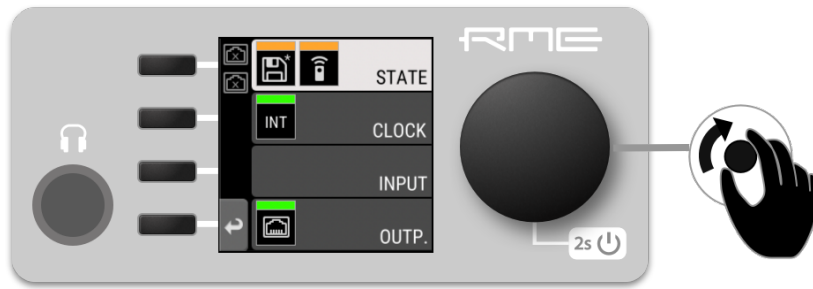 RME
STATE
INT
CLOCK
INPUT
OUTP.
2s